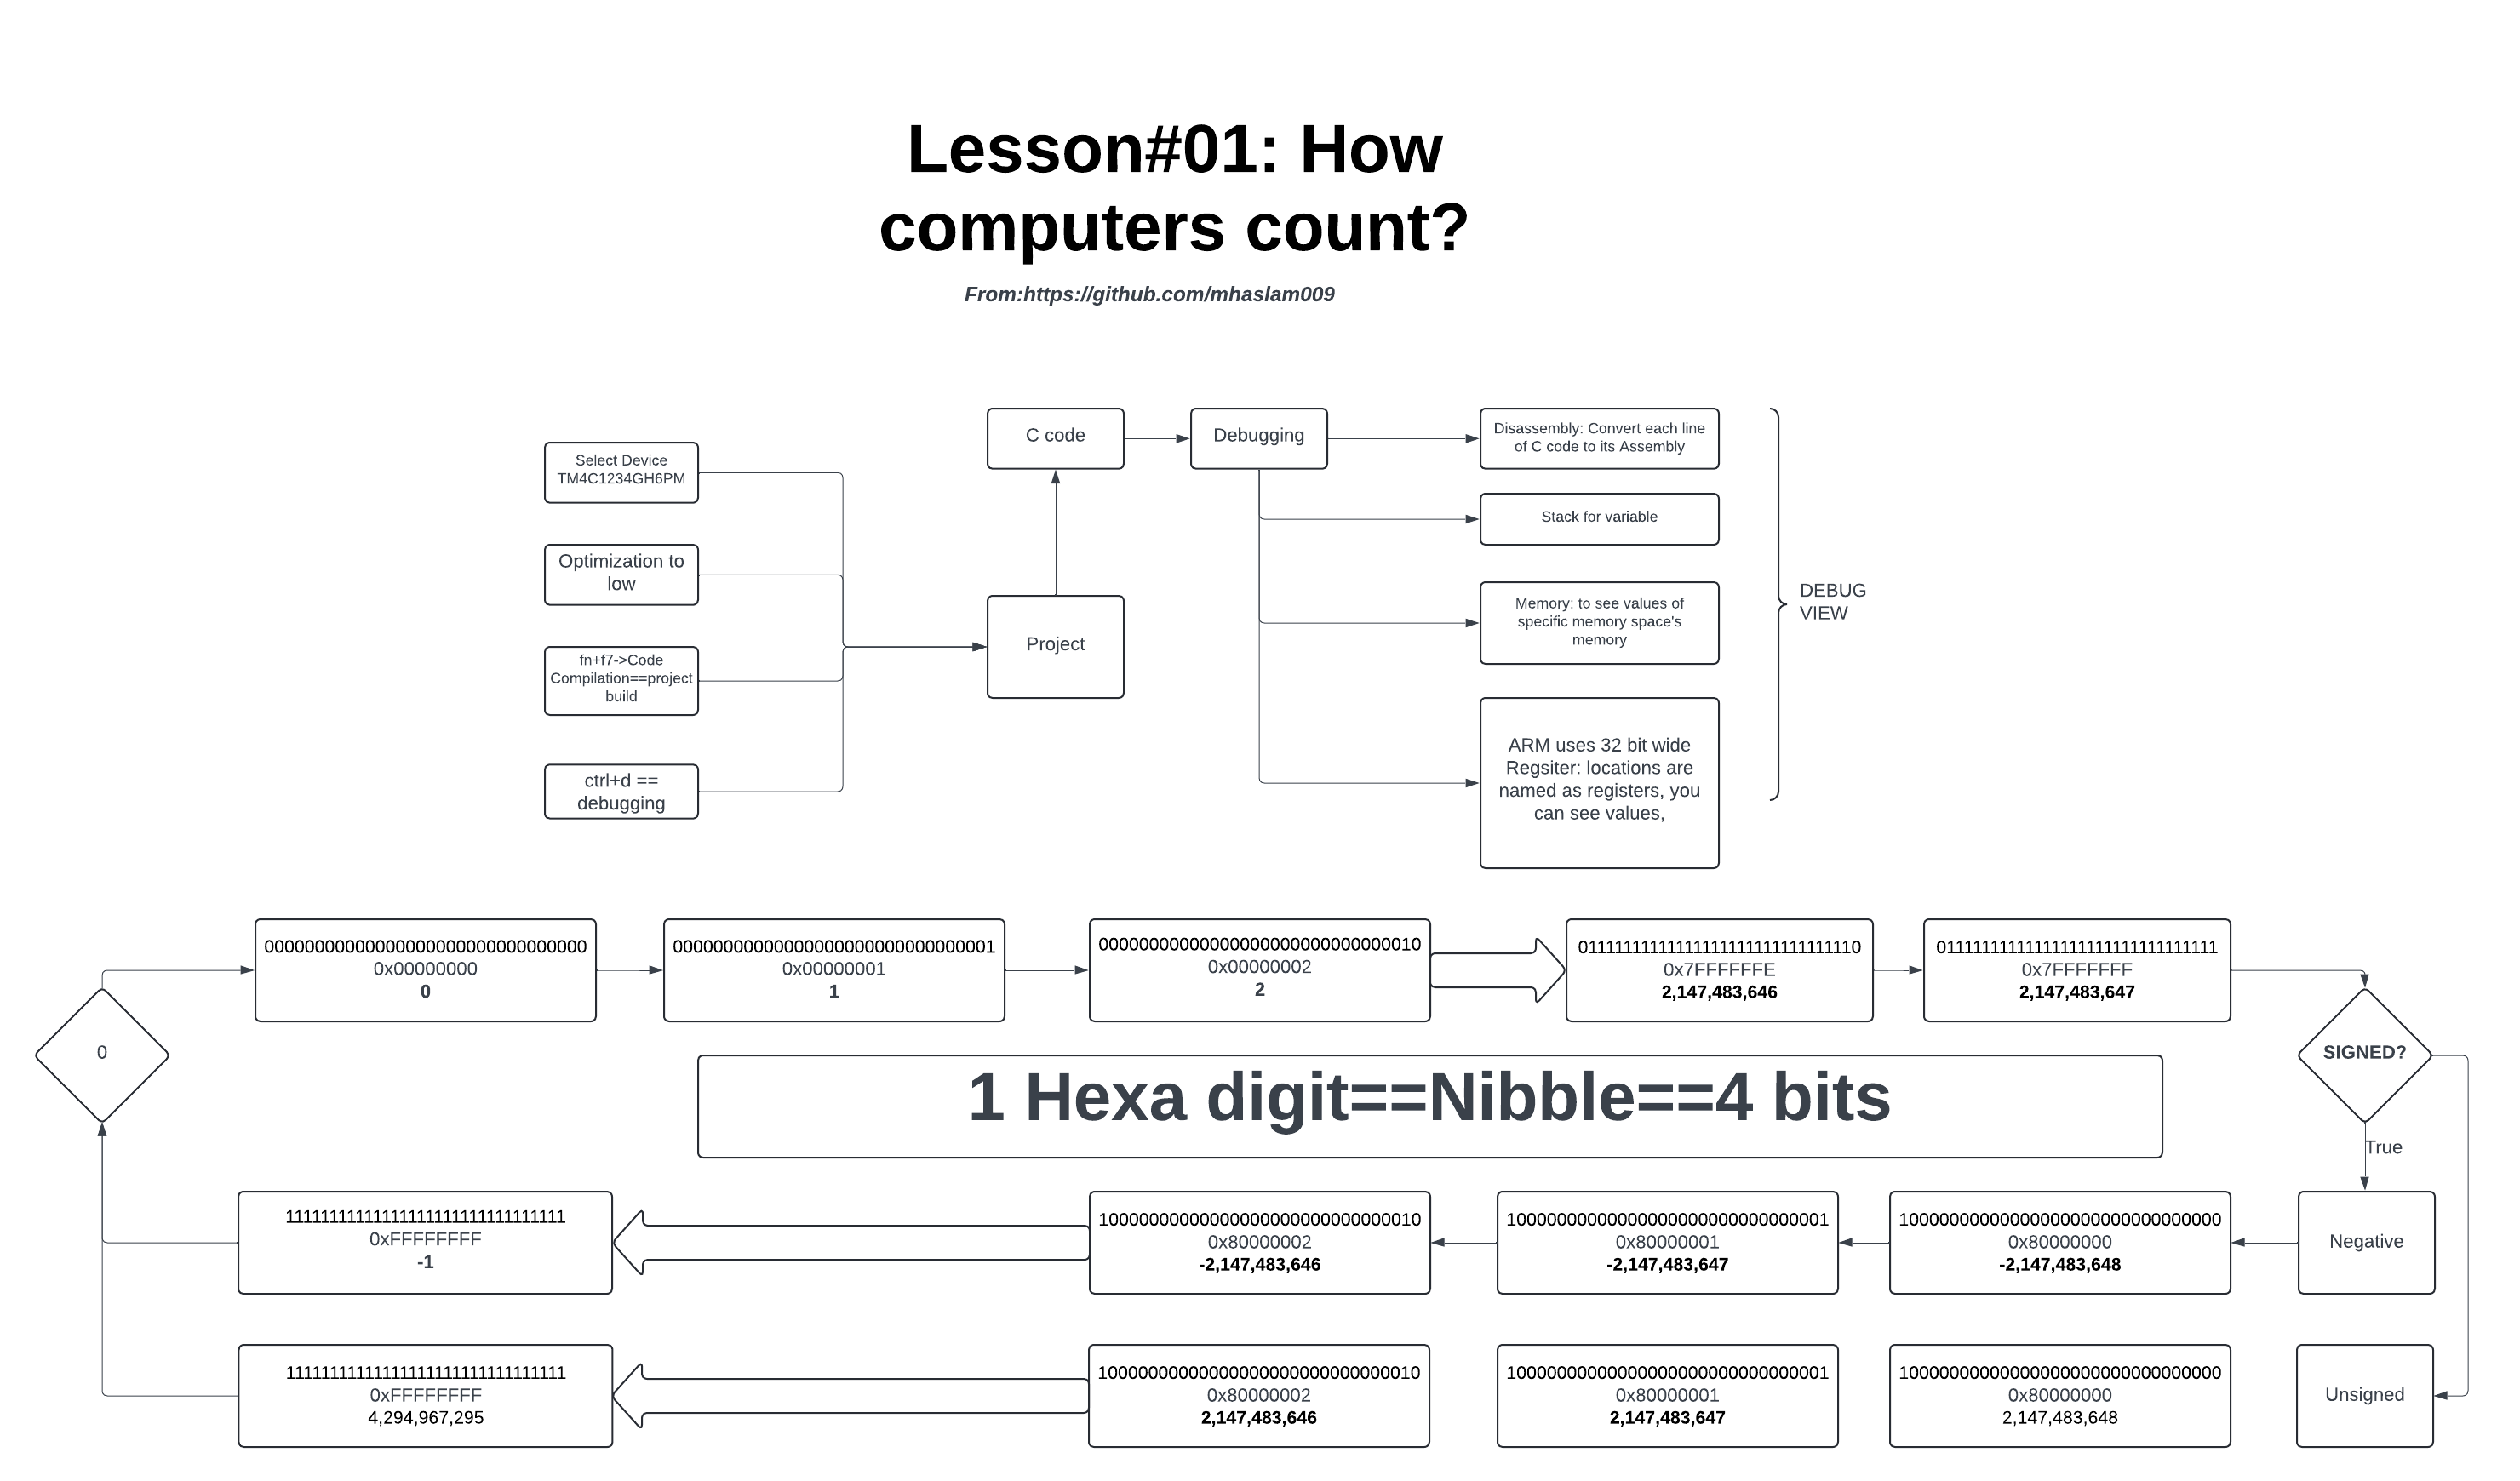 Lesson#01: How
computers count?
From:https://github.com/mhaslam009
C code
Debugging
Disassembly: Convert each line
of C code to its Assembly
Select Device
TM4C1234GH6PM
Stack for variable
Optimization to
low
DEBUG
VIEW
Memory: to see values of
specific memory space's
memory
Project
fn+f7->Code
Compilation==project
build
ctrl+d ==
debugging
ARM uses 32 bit wide
Regsiter: locations are
named as registers, you
can see values,
00000000000000000000000000000000
0x00000000
0
00000000000000000000000000000001
0x00000001
1
00000000000000000000000000000010
0x00000002
2
01111111111111111111111111111110
0x7FFFFFFE
2,147,483,646
01111111111111111111111111111111
0x7FFFFFFF
2,147,483,647
0
SIGNED?
1 Hexa digit==Nibble==4 bits
True
11111111111111111111111111111111
0xFFFFFFFF
-1
10000000000000000000000000000010
0x80000002
-2,147,483,646
10000000000000000000000000000001
0x80000001
-2,147,483,647
10000000000000000000000000000000
0x80000000
-2,147,483,648
Negative
11111111111111111111111111111111
0xFFFFFFFF
4,294,967,295
10000000000000000000000000000010
0x80000002
2,147,483,646
10000000000000000000000000000001
0x80000001
2,147,483,647
10000000000000000000000000000000
0x80000000
2,147,483,648
Unsigned